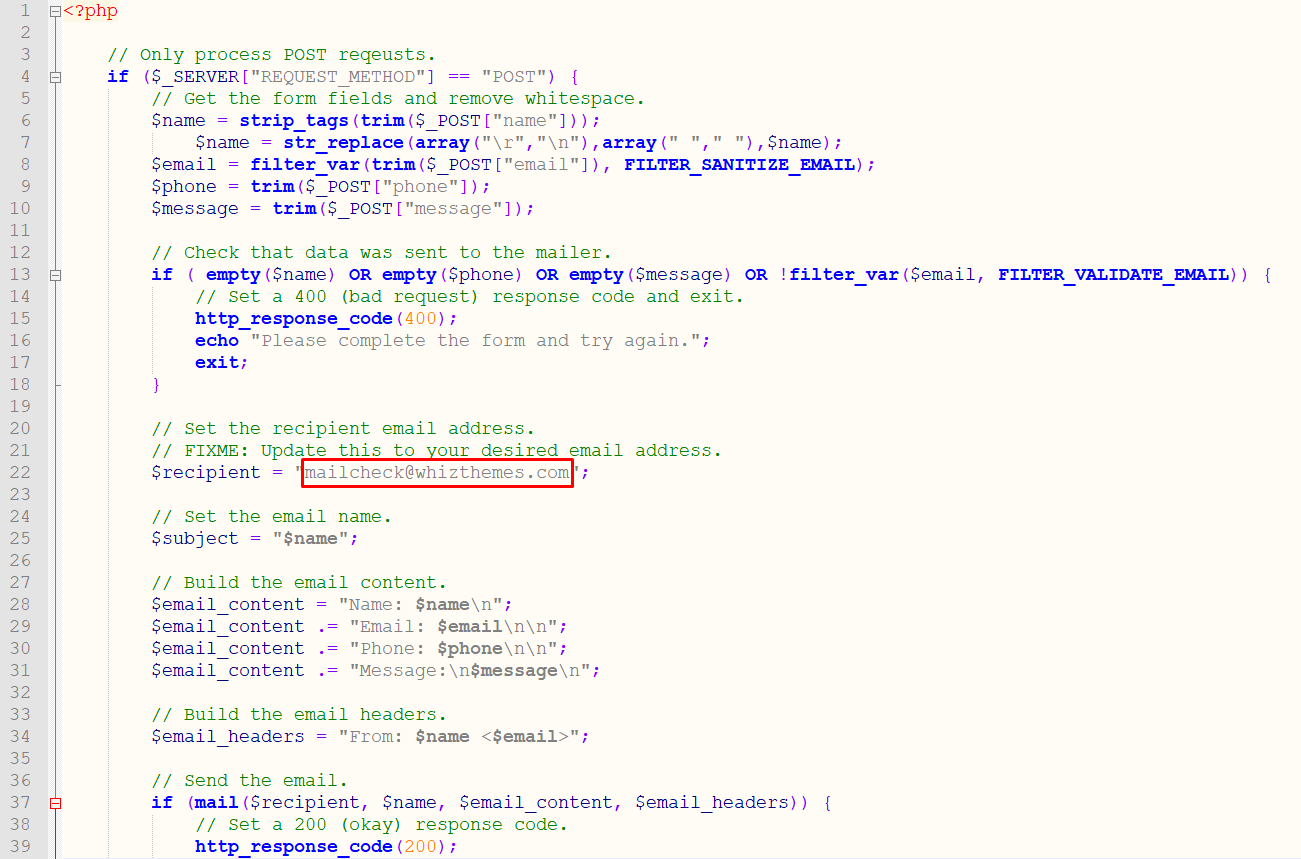 1 <?php
2
3 // Only process POST reqeusts.
4 if ($_SERVER["REQUEST_METHOD"] == "POST") {
5 // Get the form fields and remove whitespace.
6 $name = strip_tags(trim($_POST["name"]));
7 $name = str_replace(array("\r","\n"),array(" "," "),$name);
8 $email = filter_var(trim($_POST["email"]), FILTER_SANITIZE_EMAIL);
9 $phone = trim($_POST["phone"]);
10 $message = trim($_POST["message"]);
11
12 // Check that data was sent to the mailer.
13 if ( empty($name) OR empty($phone) OR empty($message) OR !filter_var($email, FILTER_VALIDATE_EMAIL)) {
14 // Set a 400 (bad request) response code and exit.
15 http_response_code(400);
16 echo "Please complete the form and try again.";
17 exit;
18 }
19
20 // Set the recipient email address.
21 // FIXME: Update this to your desired email address.
22 $recipient = "mailcheck@whizthemes.com";
23
24 // Set the email name.
25 $subject = "$name";
26
27 // Build the email content.
28 $email_content = "Name: $name\n";
29 $email_content .= "Email: $email\n\n";
30 $email_content .= "Phone: $phone\n\n";
31 $email_content .= "Message:\n$message\n";
32
33 // Build the email headers.
34 $email_headers = "From: $name <$email>";
35
36 // Send the email.
37 if (mail($recipient, $name, $email_content, $email_headers)) {
38 // Set a 200 (okay) response code.
39 http_response_code(200);